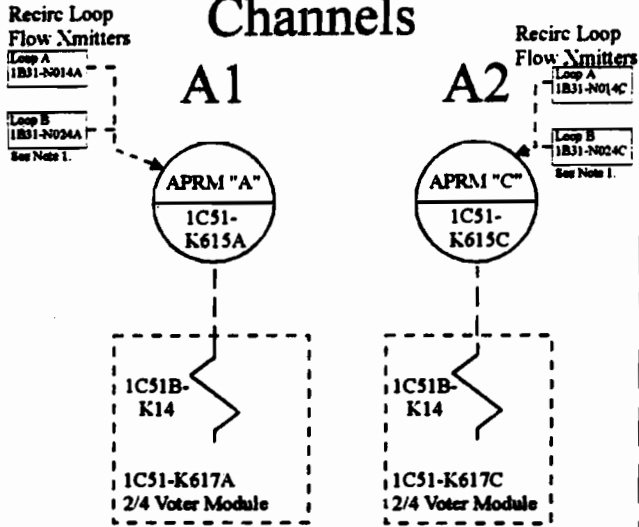 Channels
Recirc Loop
Flow Xmitters
Loop A
1B31-N014A
Loop B
1B31-N024A
See Note 1.
A1
APRM "A"
1C51-
K615A
1C51B-
K14
1C51-K617A
2/4 Voter Module
A2
Recirc Loop
Flow Xmitters
Loop A
1B31-N014C
Loop B
1B31-N024C
See Note 1.
APRM "C"
1C51-
K615C
1C51B-
K14
1C51-K617C
2/4 Voter Module